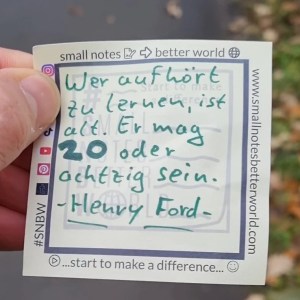 small notes → better world
Wer aufhört
zu lernen, ist
alt. Er mag
20 oder
achtzig sein.
-Henry Ford-
www.smallnotesbetterworld.com
#SNBW
...start to make a difference...